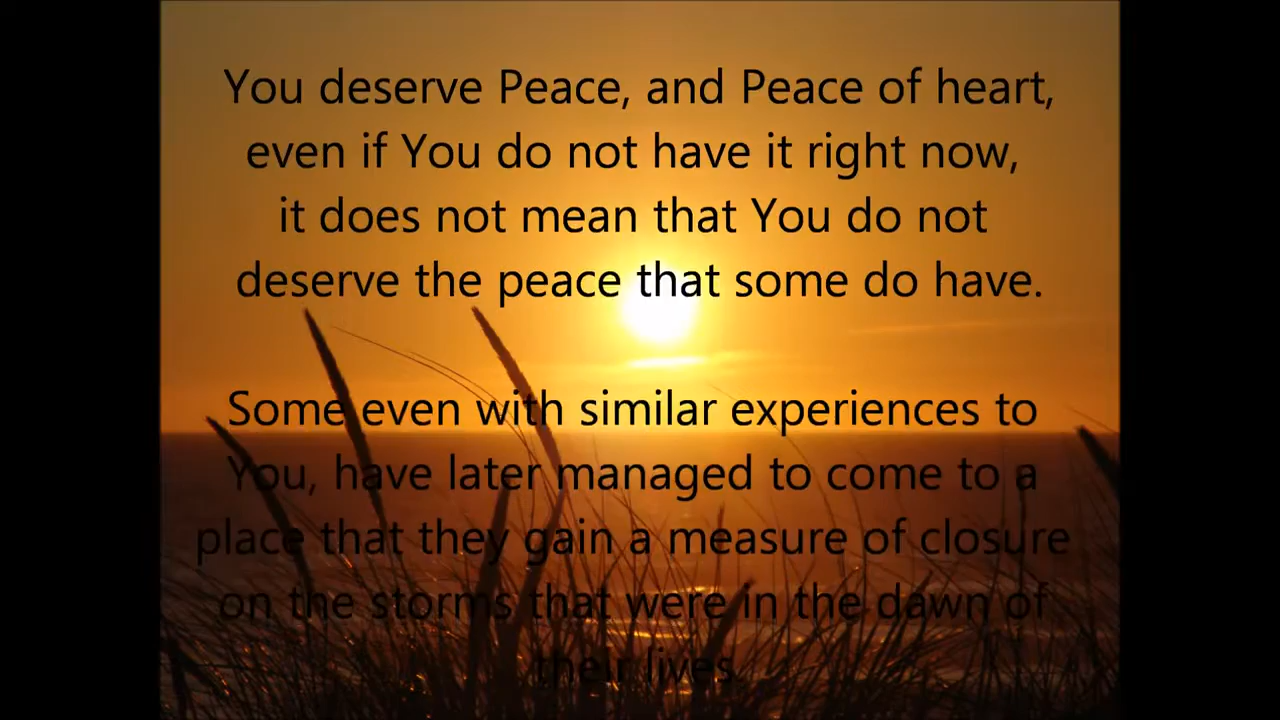 You deserve Peace, and Peace of heart,
even if You do not have it right now,
it does not mean that You do not
deserve the peace that some do have.
Some even with similar experiences to
You, have later managed to come to a
place that they gain a measure of closure
on the storms that were in the dawn of
their lives.